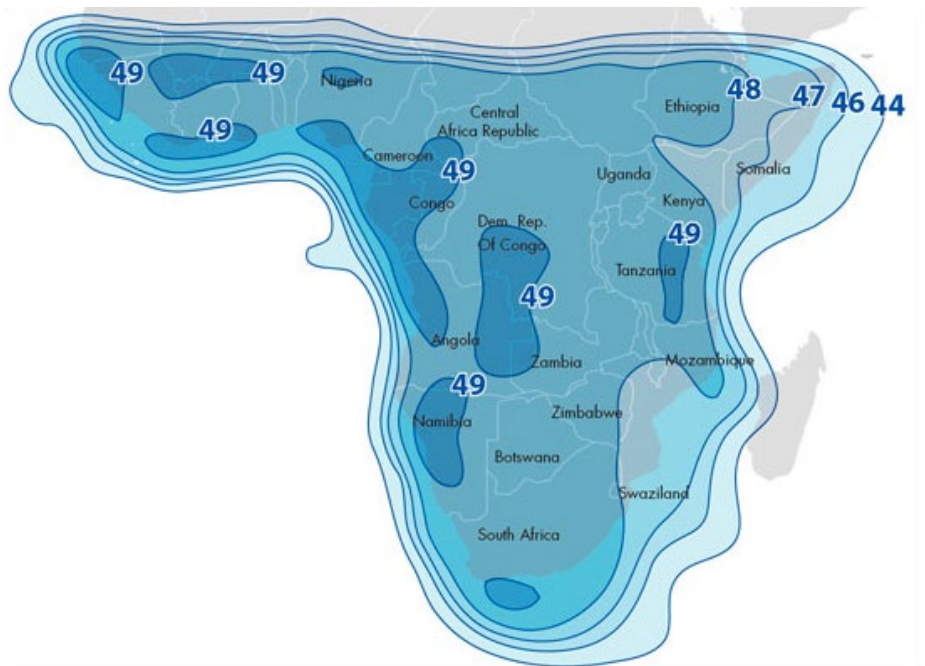 49
49
Nigeria
48
47
46
44
Ethiopia
Central
Africa Republic
49
Cameroon
49
Uganda
Somalia
Congo
Kenya
Dem. Rep.
Of Congo
49
Tanzania
49
Angola
Zambia
Mozambique
49
Namibia
Zimbabwe
Botswana
Swaziland
South Africa